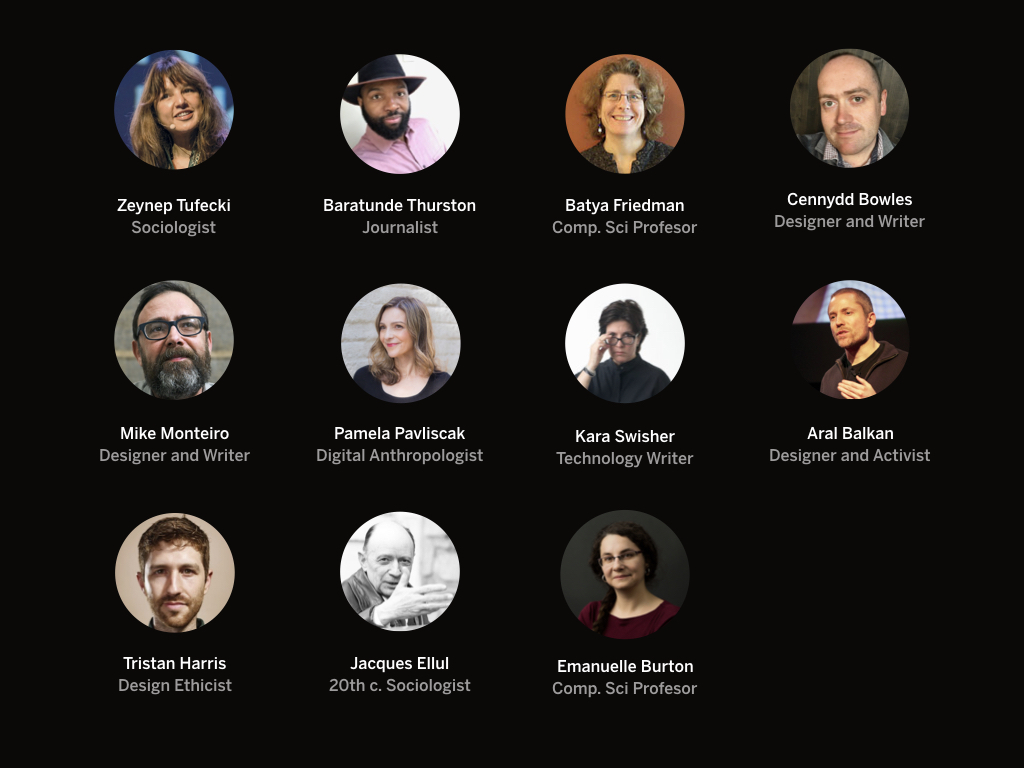 Zeynep Tufecki
Sociologist
Baratunde Thurston
Journalist
Batya Friedman
Comp. Sci Profesor
Cennydd Bowles
Designer and Writer
Mike Monteiro
Designer and Writer
Pamela Pavliscak
Digital Anthropologist
Kara Swisher
Technology Writer
Aral Balkan
Designer and Activist
Tristan Harris
Design Ethicist
Jacques Ellul
20th c. Sociologist
Emanuelle Burton
Comp. Sci Profesor